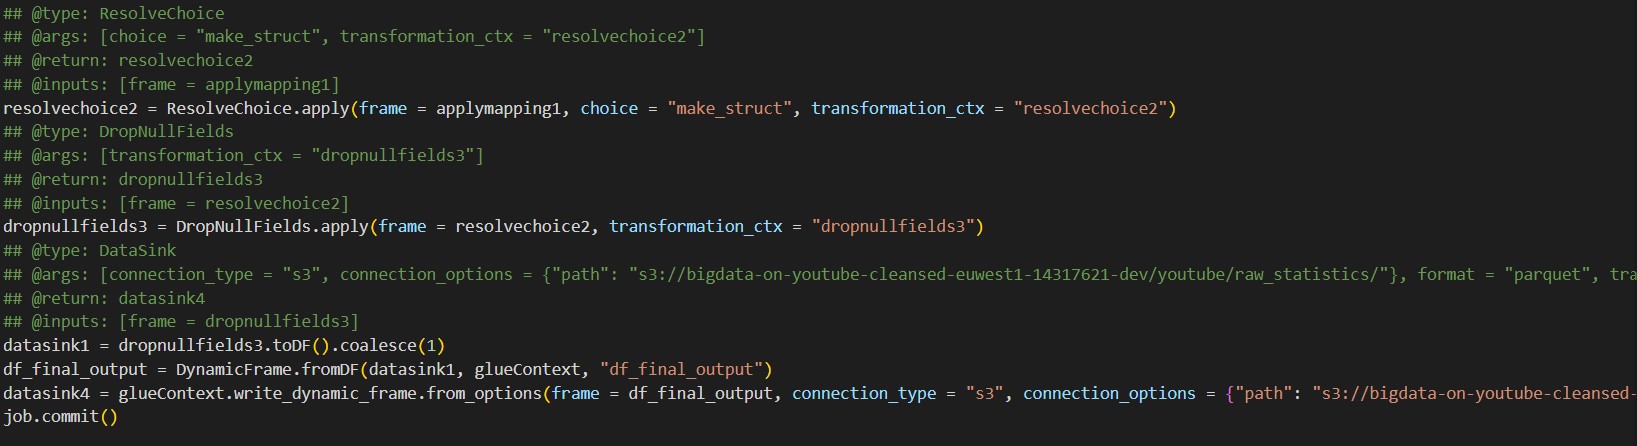 ## @type: ResolveChoice
## @args: [choice = "make_struct", transformation_ctx = "resolvechoice2"]
## @return: resolvechoice2
## @inputs: [frame = applymapping1]
resolvechoice2 = ResolveChoice.apply(frame = applymapping1, choice = "make_struct", transformation_ctx = "resolvechoice2")
## @type: DropNullFields
## @args: [transformation_ctx = "dropnullfields3"]
## @return: dropnullfields3
## @inputs: [frame = resolvechoice2]
dropnullfields3 = DropNullFields.apply(frame = resolvechoice2, transformation_ctx = "dropnullfields3")
## @type: DataSink
## @args: [connection_type = "s3", connection_options = {"path": "s3://bigdata-on-youtube-cleansed-euwest1-14317621-dev/youtube/raw_statistics/"}, format = "parquet", tra
## @return: datasink4
## @inputs: [frame = dropnullfields3]
datasink1 = dropnullfields3.toDF().coalesce(1)
df_final_output = DynamicFrame.fromDF(datasink1, glueContext, "df_final_output")
datasink4 = glueContext.write_dynamic_frame.from_options(frame = df_final_output, connection_type = "s3", connection_options = {"path": "s3://bigdata-on-youtube-cleansed-
job.commit()